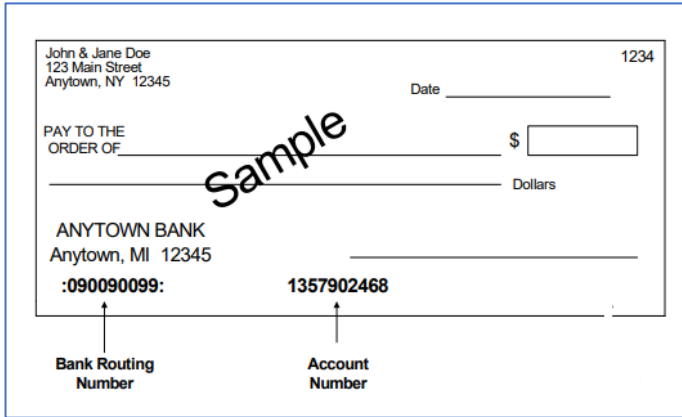 John & Jane Doe
123 Main Street
Anytown, NY 12345
1234
Date
PAY TO THE
ORDER OF
$
Sample
Dollars
ANYTOWN BANK
Anytown, MI 12345
:090090099: 1357902468
Bank Routing
Number
Account
Number